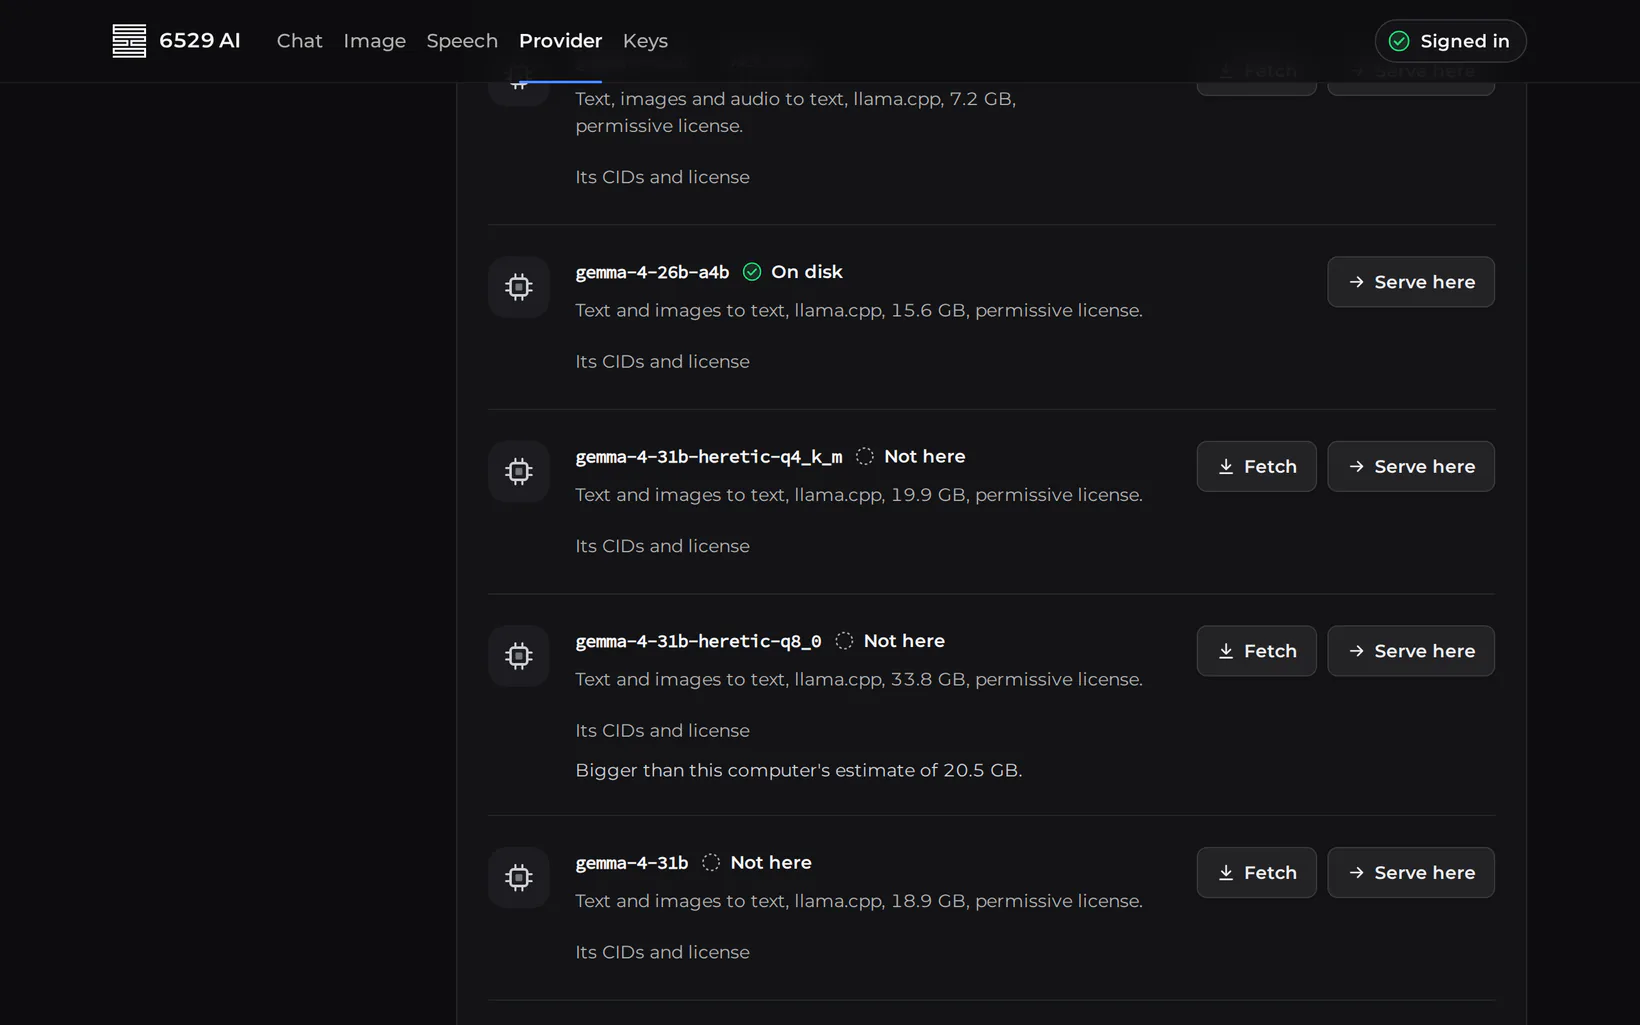 6529 AI
Chat
Image
Speech
Provider
Keys
Signed in
Fetch
Serve here
Text, images and audio to text, llama.cpp, 7.2 GB,
permissive license.
Its CIDs and license
gemma-4-26b-a4b
On disk
Serve here
Text and images to text, llama.cpp, 15.6 GB, permissive license.
Its CIDs and license
gemma-4-31b-heretic-q4_k_m
Not here
Fetch
Serve here
Text and images to text, llama.cpp, 19.9 GB, permissive license.
Its CIDs and license
gemma-4-31b-heretic-q8_0
Not here
Fetch
Serve here
Text and images to text, llama.cpp, 33.8 GB, permissive license.
Its CIDs and license
Bigger than this computer's estimate of 20.5 GB.
gemma-4-31b
Not here
Fetch
Serve here
Text and images to text, llama.cpp, 18.9 GB, permissive license.
Its CIDs and license